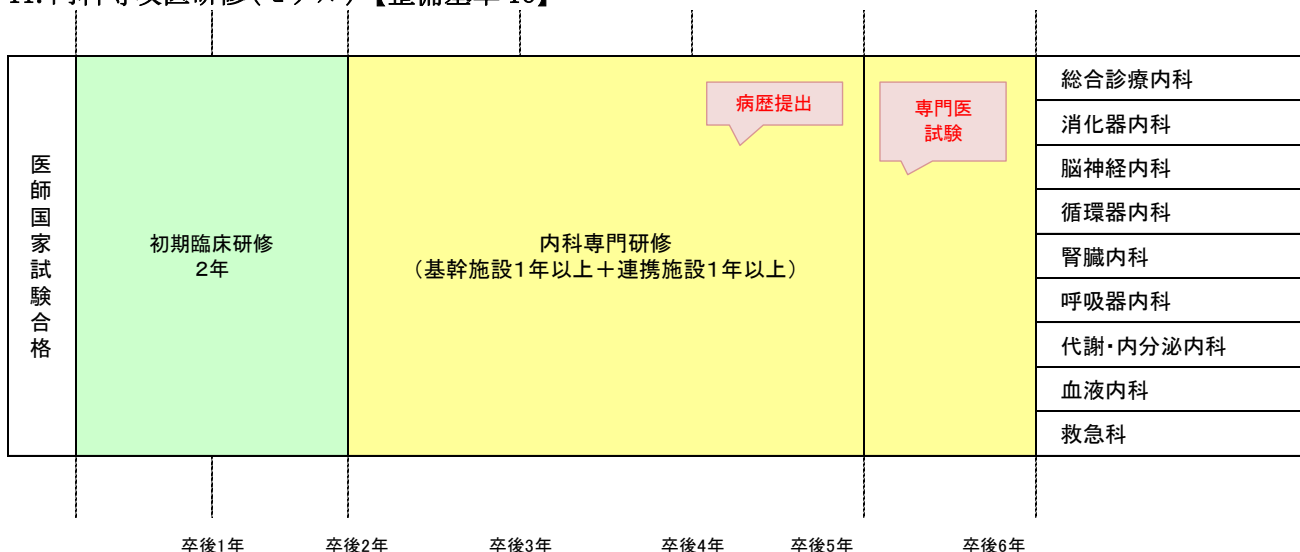 病歴提出
専門医
試験
医師国家試験合格
初期臨床研修
2年
内科専門研修
(基幹施設1年以上＋連携施設1年以上)
総合診療内科
消化器内科
脳神経内科
循環器内科
腎臓内科
呼吸器内科
代謝・内分泌内科
血液内科
救急科
卒後1年
卒後2年
卒後3年
卒後4年
卒後5年
卒後6年